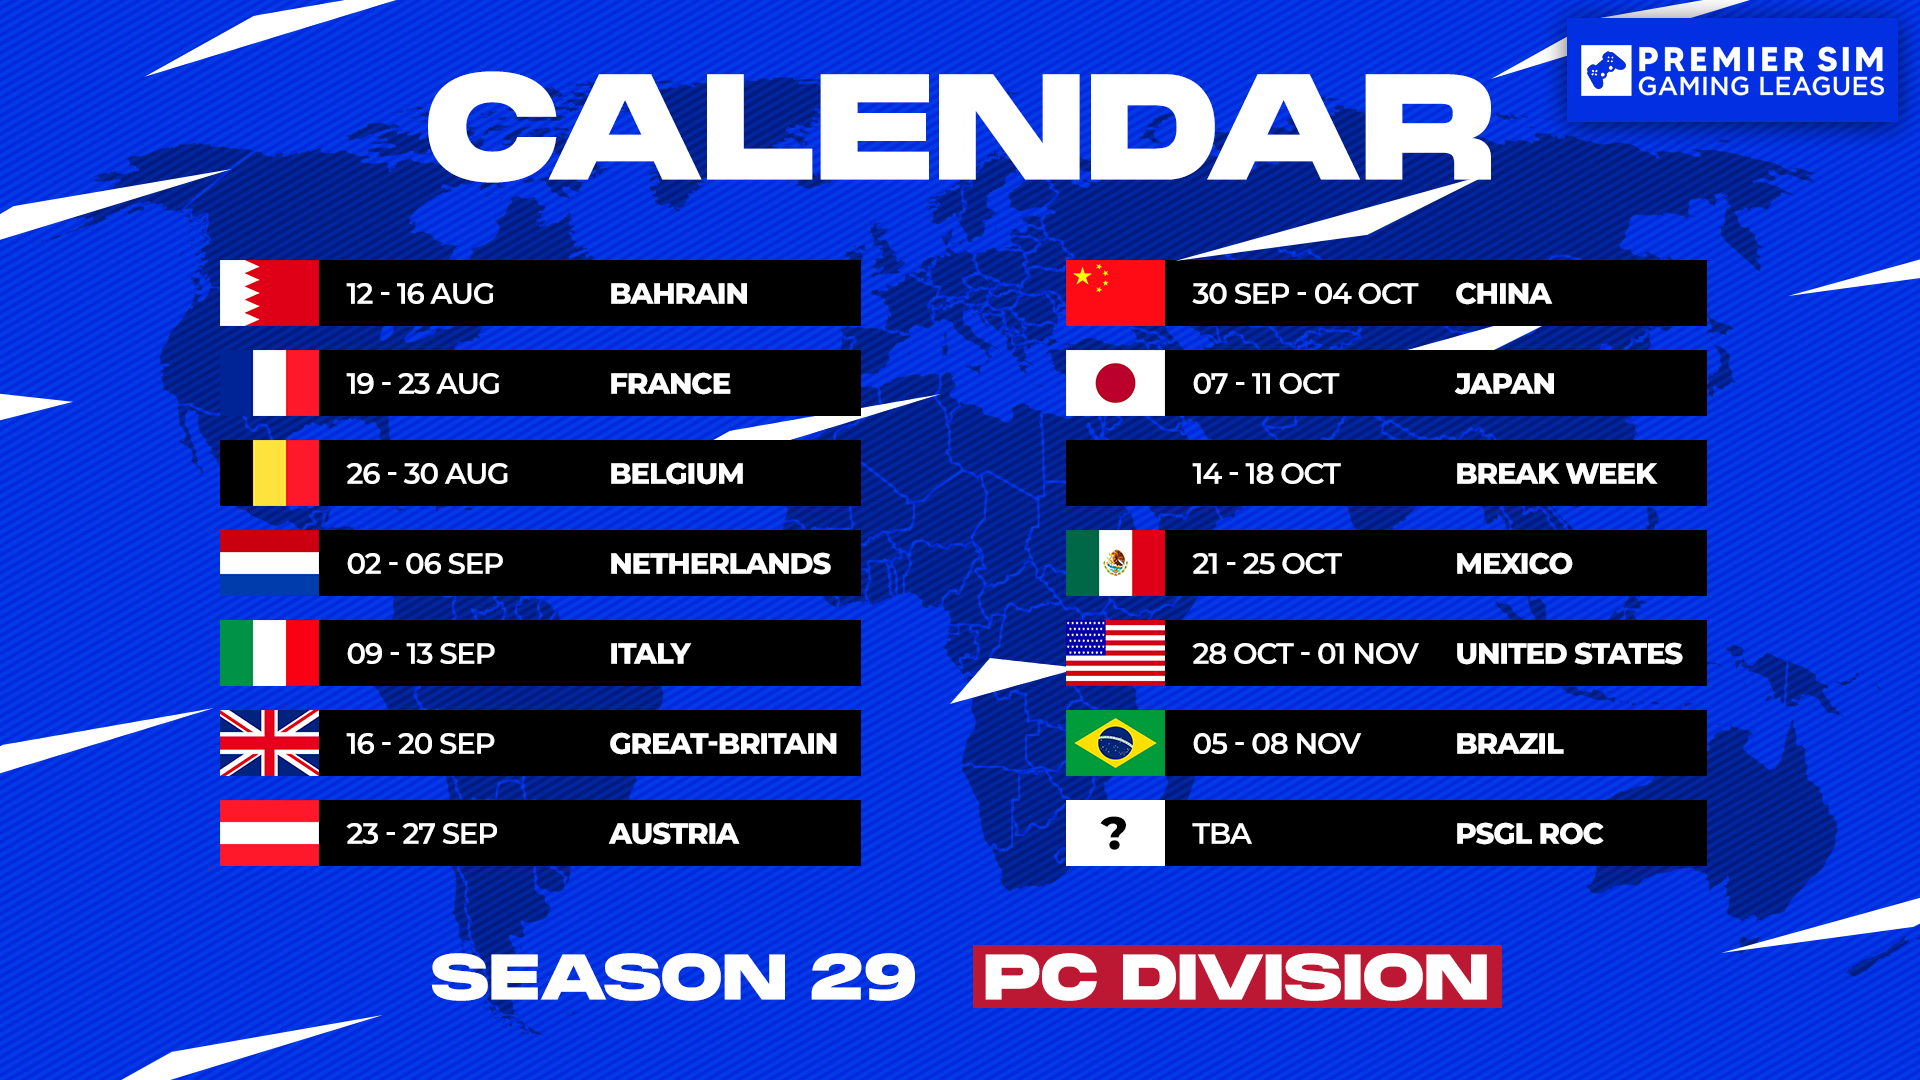 CALENDAR
PREMIER SIM
GAMING LEAGUES
12 - 16 AUG BAHRAIN
19 - 23 AUG FRANCE
26 - 30 AUG BELGIUM
02 - 06 SEP NETHERLANDS
09 - 13 SEP ITALY
16 - 20 SEP GREAT-BRITAIN
23 - 27 SEP AUSTRIA
30 SEP - 04 OCT CHINA
07 - 11 OCT JAPAN
14 - 18 OCT BREAK WEEK
21 - 25 OCT MEXICO
28 OCT - 01 NOV UNITED STATES
05 - 08 NOV BRAZIL
? TBA PSGL ROC
SEASON 29 PC DIVISION